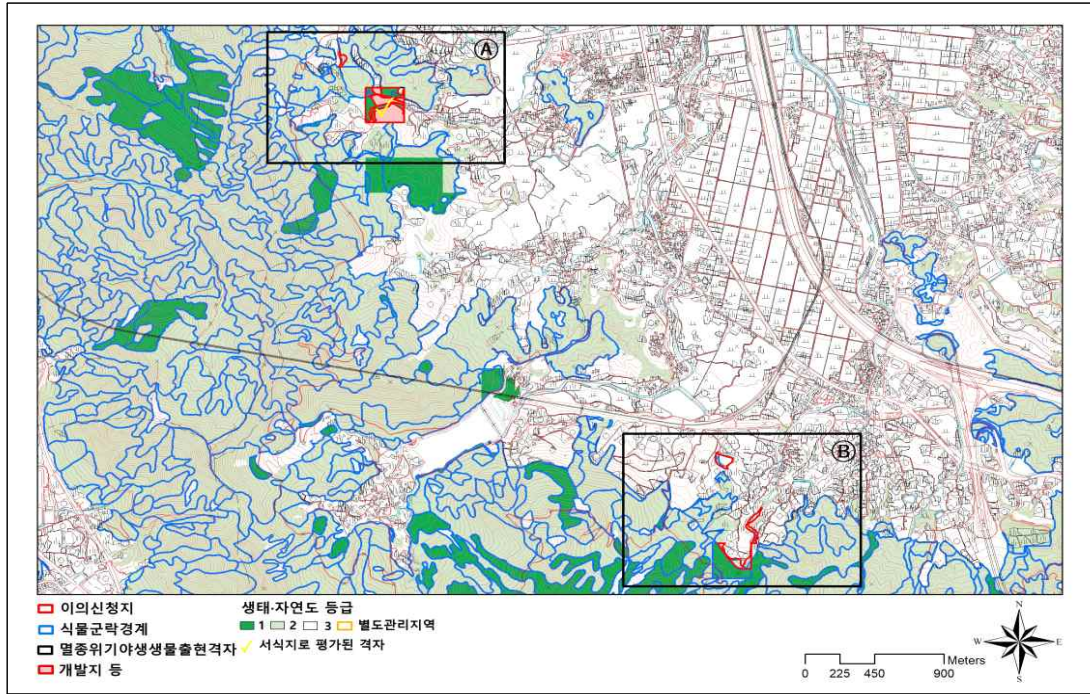 Ⓐ
Ⓑ
이의신청지
식물군락경계
멸종위기야생생물출현격자
개발지 등
생태·자연도 등급
1 2 3 별도관리지역
서식지로 평가된 격자
N
W E
S
Meters
0 225 450 900